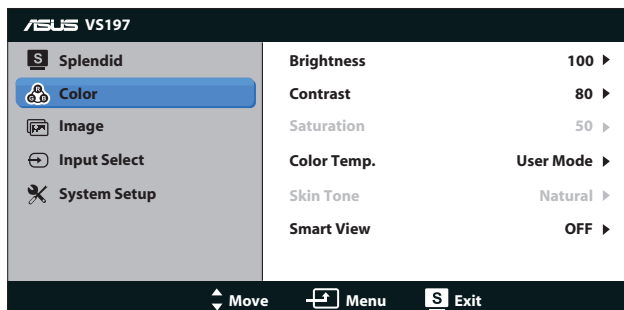 ASUS VS197
S Splendid
Color
Image
Input Select
System Setup
Brightness 100
Contrast 80
Saturation 50
Color Temp. User Mode
Skin Tone Natural
Smart View OFF
Move Menu S Exit